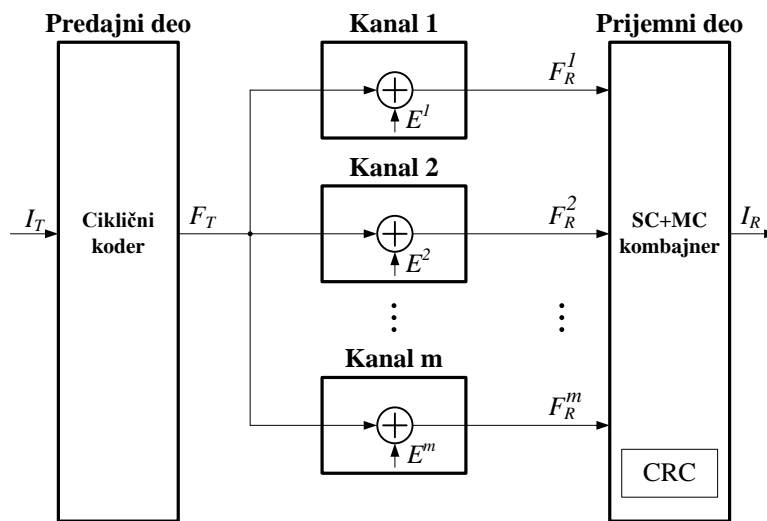 Predajni deo
Kanal 1
Prijemni deo
F_R^1
E^1
Kanal 2
I_T
Ciklični
koder
F_T
F_R^2
SC+MC
kombajner
I_R
E^2
Kanal m
F_R^m
E^m
CRC